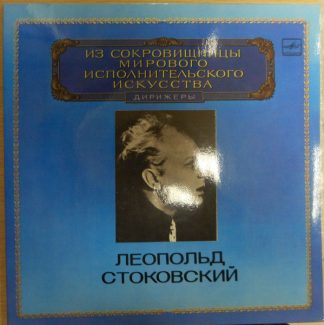 ИЗ СОКРОВИЩНИЦЫ
МИРОВОГО
ИСПОЛНИТЕЛЬСКОГО
ИСКУССТВА
ДИРИЖЕРЫ
ЛЕОПОЛЬД
СТОКОВСКИЙ